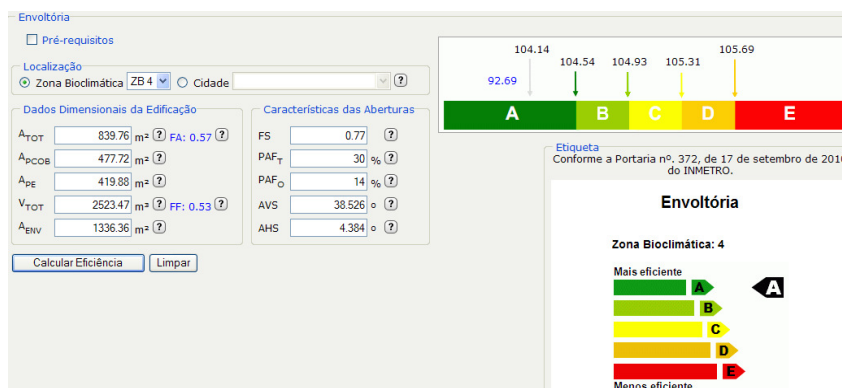 Envoltória
Pré-requisitos
Localização
Zona Bioclimática ZB 4 Cidade ?
Dados Dimensionais da Edificação
ATOT 839.76 m² ? FA: 0.57 ?
APCOB 477.72 m² ?
APE 419.88 m² ?
VTOT 2523.47 m² ? FF: 0.53 ?
AENV 1336.36 m² ?
Características das Aberturas
FS 0.77 ?
PAFT 30 % ?
PAFO 14 % ?
AVS 38.526 o ?
AHS 4.384 o ?
Calcular Eficiência Limpar
104.14 105.69
104.54 104.93 105.31
92.69
A B C D E
Etiqueta
Conforme a Portaria nº. 372, de 17 de setembro de 2010
do INMETRO.
Envoltória
Zona Bioclimática: 4
Mais eficiente
A A
B
C
D
E
Menos eficiente